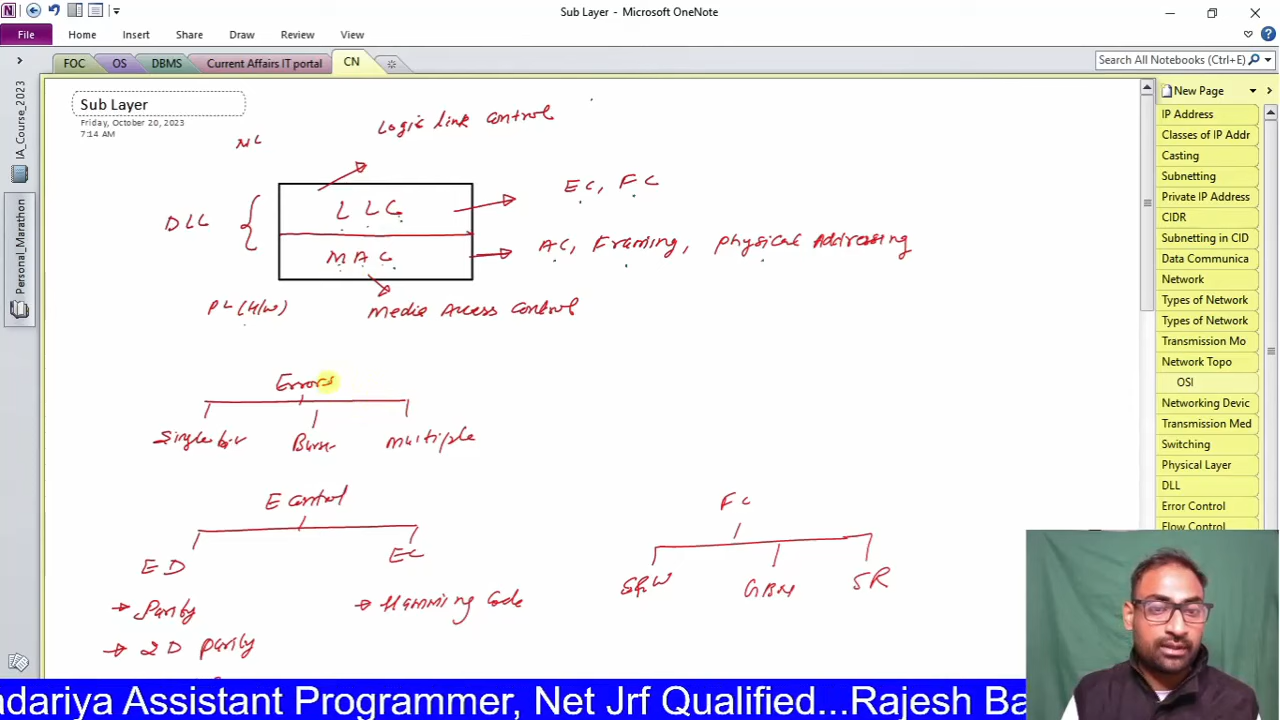 Sub Layer - Microsoft OneNote
File Home Insert Share Draw Review View
FOC OS DBMS Current Affairs IT portal CN
Search All Notebooks (Ctrl+E)
New Page
IA_Course_2023
Personal_Marathon
Sub Layer
Friday, October 20, 2023
7:14 AM
NL
Logic link control
DLL
LLC
EC, FC
MAC
AC, Framing, physical Addressing
PL (H/W)
Media Access control
Errors
Single bit
Burst
multiple
E control
ED
EC
→ Parity
→ Hamming Code
→ 2D parity
FC
S&W
GBN
SR
IP Address
Classes of IP Addr
Casting
Subnetting
Private IP Address
CIDR
Subnetting in CID
Data Communica
Network
Types of Network
Types of Network
Transmission Mo
Network Topo
OSI
Networking Devic
Transmission Med
Switching
Physical Layer
DLL
Error Control
Flow Control
adariya Assistant Programmer, Net Jrf Qualified...Rajesh Ba